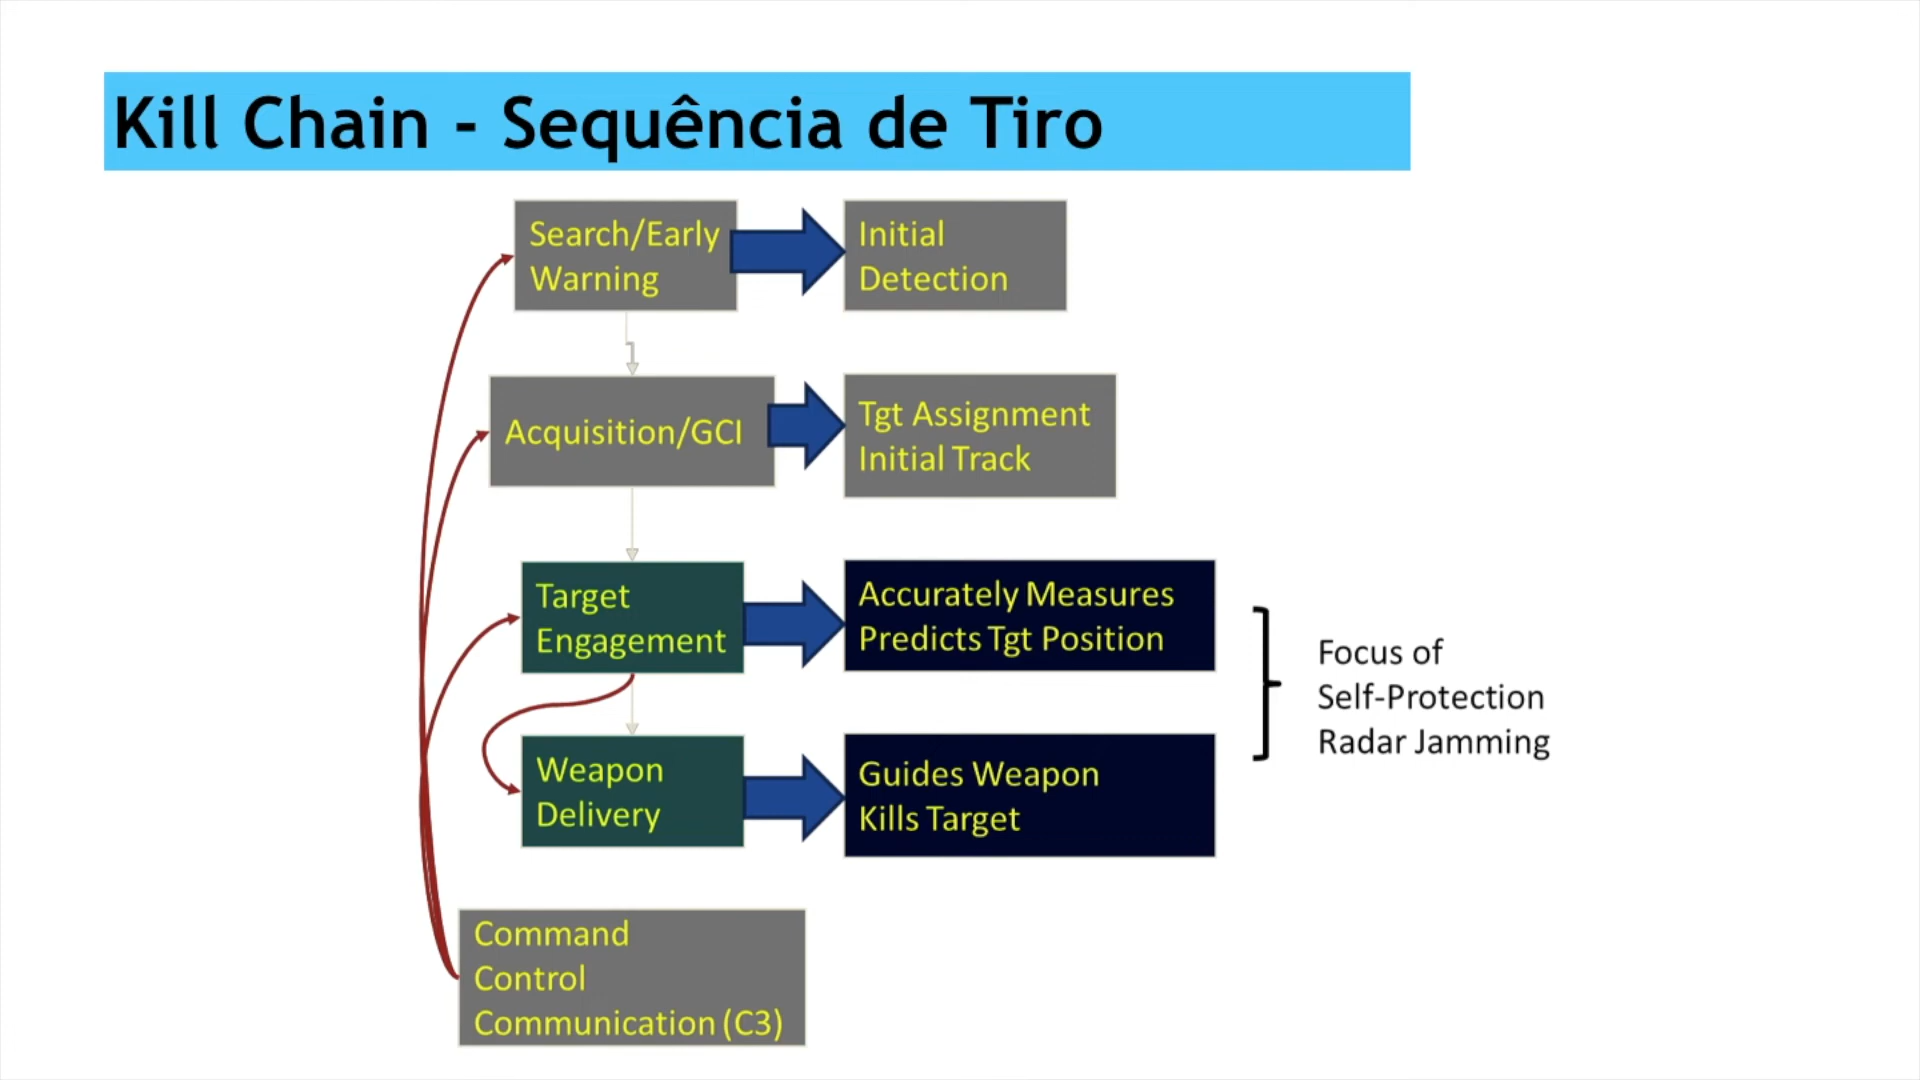 Kill Chain - Sequência de Tiro
Search/Early
Warning
Initial
Detection
Acquisition/GCI
Tgt Assignment
Initial Track
Target
Engagement
Accurately Measures
Predicts Tgt Position
Weapon
Delivery
Guides Weapon
Kills Target
Focus of
Self-Protection
Radar Jamming
Command
Control
Communication (C3)